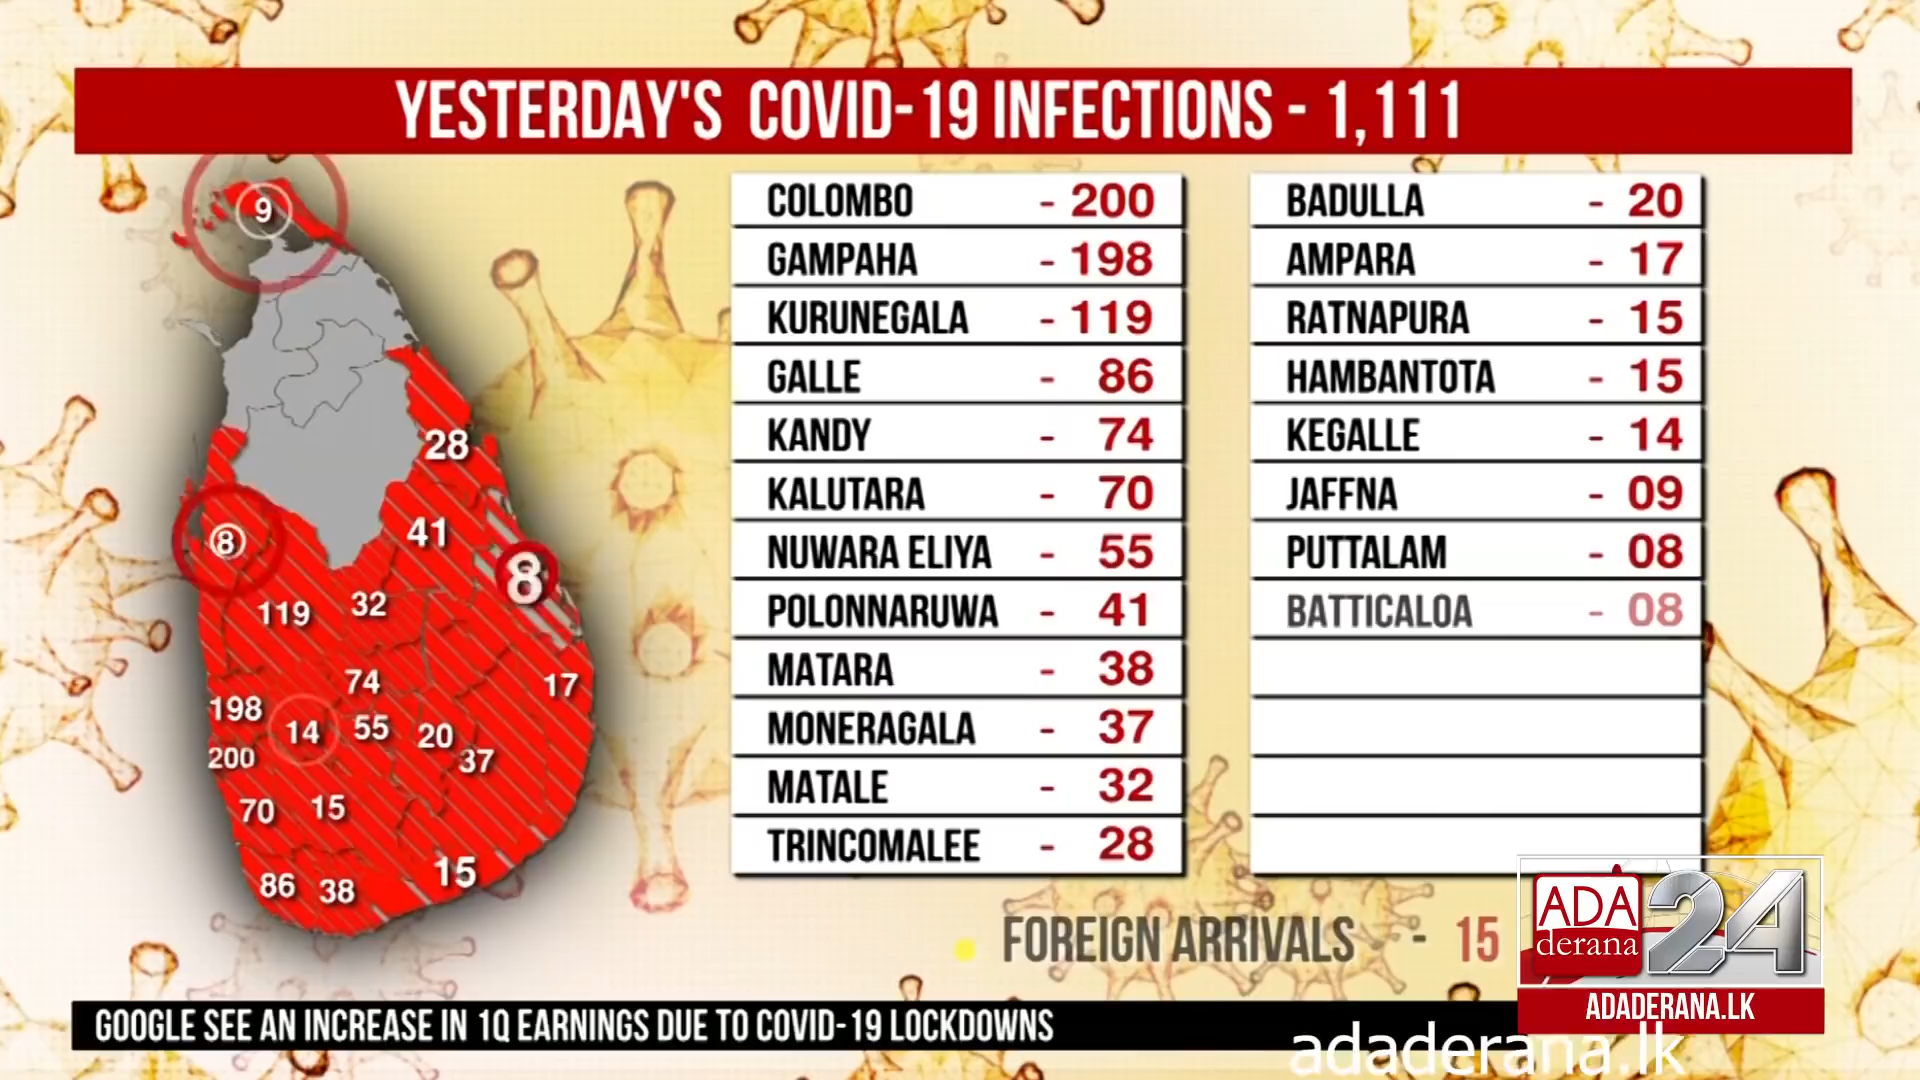 YESTERDAY'S COVID-19 INFECTIONS - 1,111
9
28
41
8
8
119
32
74
17
198
14
55
20
200
37
70
15
15
86
38
COLOMBO - 200
GAMPAHA - 198
KURUNEGALA - 119
GALLE - 86
KANDY - 74
KALUTARA - 70
NUWARA ELIYA - 55
POLONNARUWA - 41
MATARA - 38
MONERAGALA - 37
MATALE - 32
TRINCOMALEE - 28
BADULLA - 20
AMPARA - 17
RATNAPURA - 15
HAMBANTOTA - 15
KEGALLE - 14
JAFFNA - 09
PUTTALAM - 08
BATTICALOA - 08
FOREIGN ARRIVALS - 15
ADA
derana
24
ADADERANA.LK
GOOGLE SEE AN INCREASE IN 1Q EARNINGS DUE TO COVID-19 LOCKDOWNS
adaderana.lk